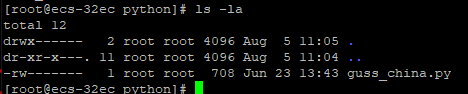 [root@ecs-32ec python]# ls -la
total 12
drwx------   2 root root 4096 Aug  5 11:05 .
dr-xr-x---. 11 root root 4096 Aug  5 11:04 ..
-rw-------   1 root root  708 Jun 23 13:43 guss_china.py
[root@ecs-32ec python]#